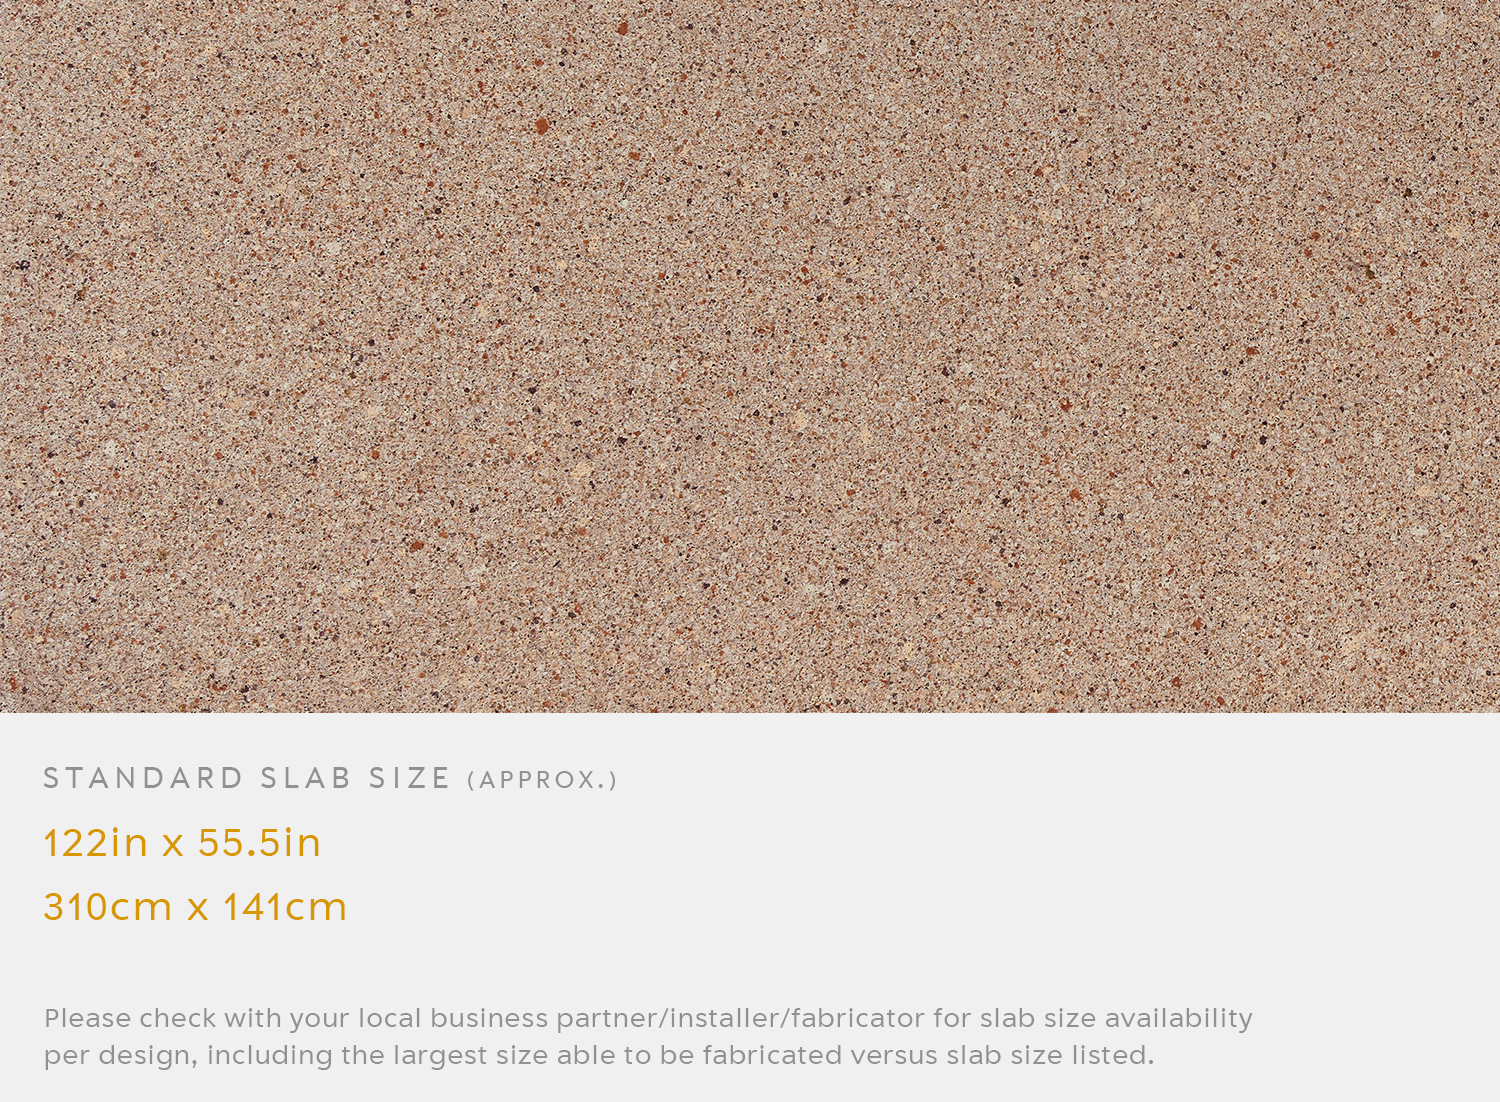 STANDARD SLAB SIZE (APPROX.)
122in x 55.5in
310cm x 141cm
Please check with your local business partner/installer/fabricator for slab size availability
per design, including the largest size able to be fabricated versus slab size listed.